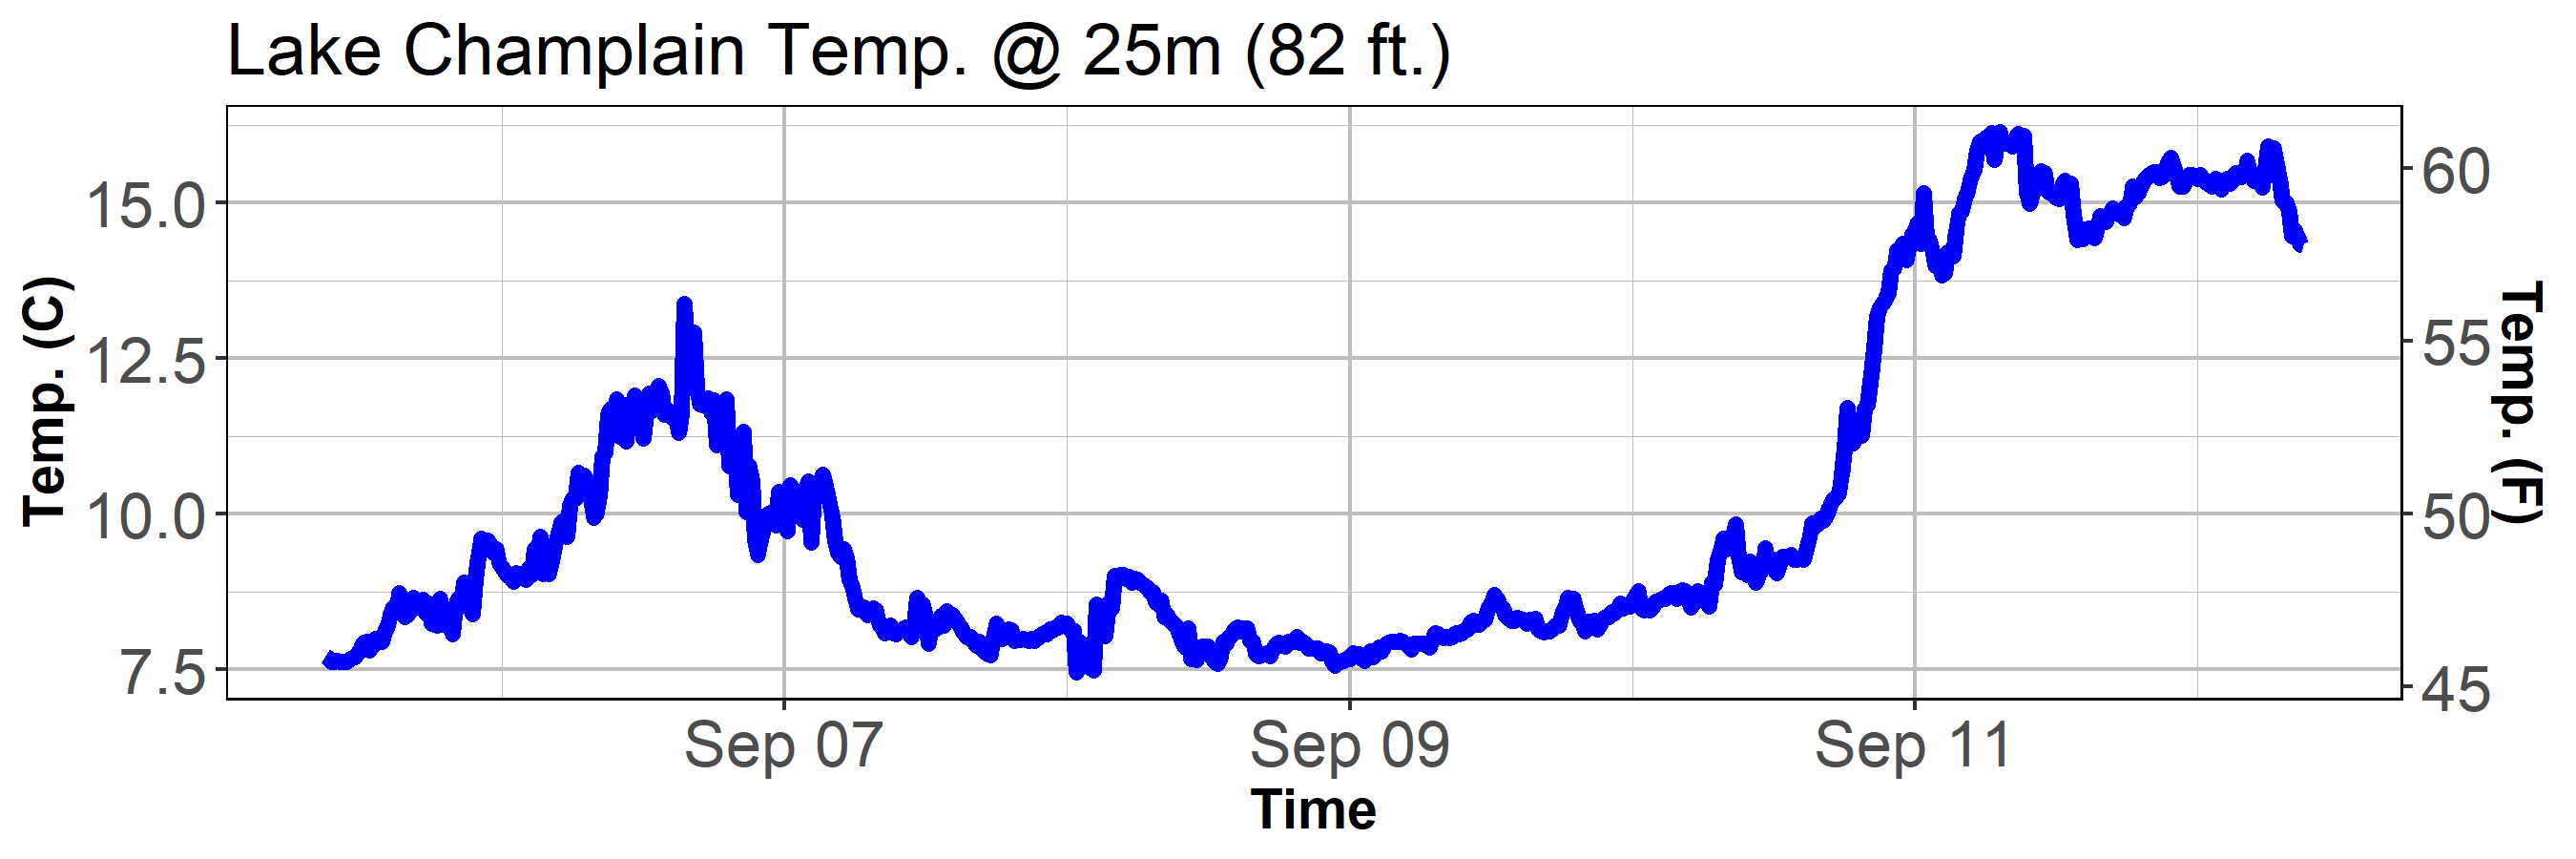 Lake Champlain Temp. @ 25m (82 ft.)
Temp. (C)
15.0
12.5
10.0
7.5
60
55
50
45
Temp. (F)
Sep 07
Sep 09
Sep 11
Time